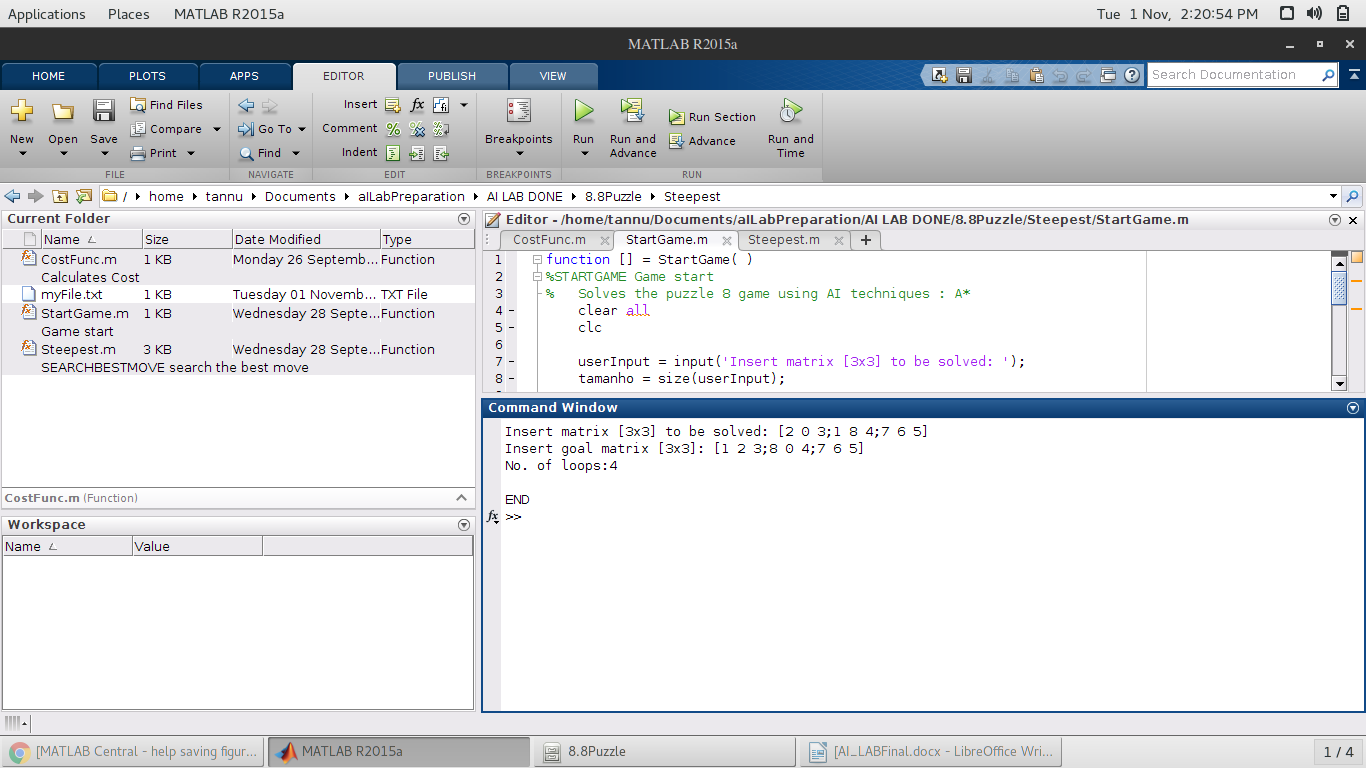 Applications Places MATLAB R2015a Tue 1 Nov, 2:20:54 PM
MATLAB R2015a
HOME PLOTS APPS EDITOR PUBLISH VIEW Search Documentation
New Open Save Find Files Compare Print
Go To Find
Insert fx
Comment
Indent
Breakpoints
Run Run and Advance Run Section Advance Run and Time
FILE NAVIGATE EDIT BREAKPOINTS RUN
/ home tannu Documents aILabPreparation AI LAB DONE 8.8Puzzle Steepest
Current Folder
Name Size Date Modified Type
CostFunc.m 1 KB Monday 26 Septemb... Function
Calculates Cost
myFile.txt 1 KB Tuesday 01 Novemb... TXT File
StartGame.m 1 KB Wednesday 28 Septe... Function
Game start
Steepest.m 3 KB Wednesday 28 Septe... Function
SEARCHBESTMOVE search the best move
CostFunc.m (Function)
Workspace
Name Value
Editor - /home/tannu/Documents/aILabPreparation/AI LAB DONE/8.8Puzzle/Steepest/StartGame.m
CostFunc.m StartGame.m Steepest.m
1 function [] = StartGame( )
2 %STARTGAME Game start
3 % Solves the puzzle 8 game using AI techniques : A*
4 - clear all
5 - clc
6
7 - userInput = input('Insert matrix [3x3] to be solved: ');
8 - tamanho = size(userInput);
Command Window
Insert matrix [3x3] to be solved: [2 0 3;1 8 4;7 6 5]
Insert goal matrix [3x3]: [1 2 3;8 0 4;7 6 5]
No. of loops:4
END
fx >>
[MATLAB Central - help saving figur... MATLAB R2015a 8.8Puzzle [AI_LABFinal.docx - LibreOffice Wri... 1 / 4